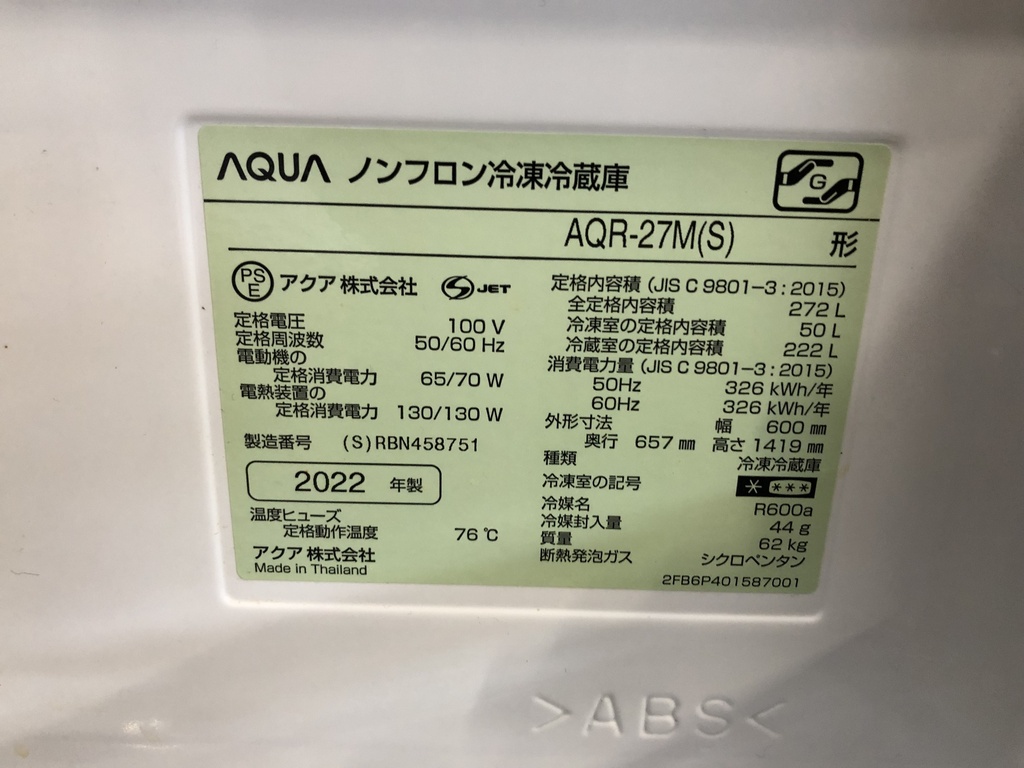 AQUA ノンフロン冷凍冷蔵庫
G
AQR-27M(S) 形
PSE アクア株式会社 S JET
定格電圧 100 V
定格周波数 50/60 Hz
電動機の
定格消費電力 65/70 W
電熱装置の
定格消費電力 130/130 W
製造番号 (S)RBN458751
2022 年製
温度ヒューズ
定格動作温度 76 ℃
アクア株式会社
Made in Thailand
定格内容積 (JIS C 9801-3:2015)
全定格内容積 272 L
冷凍室の定格内容積 50 L
冷蔵室の定格内容積 222 L
消費電力量 (JIS C 9801-3:2015)
50Hz 326 kWh/年
60Hz 326 kWh/年
外形寸法 幅 600 mm
奥行 657 mm 高さ 1419 mm
種類 冷凍冷蔵庫
冷凍室の記号 * ***
冷媒名 R600a
冷媒封入量 44 g
質量 62 kg
断熱発泡ガス シクロペンタン
2FB6P401587001
>ABS<